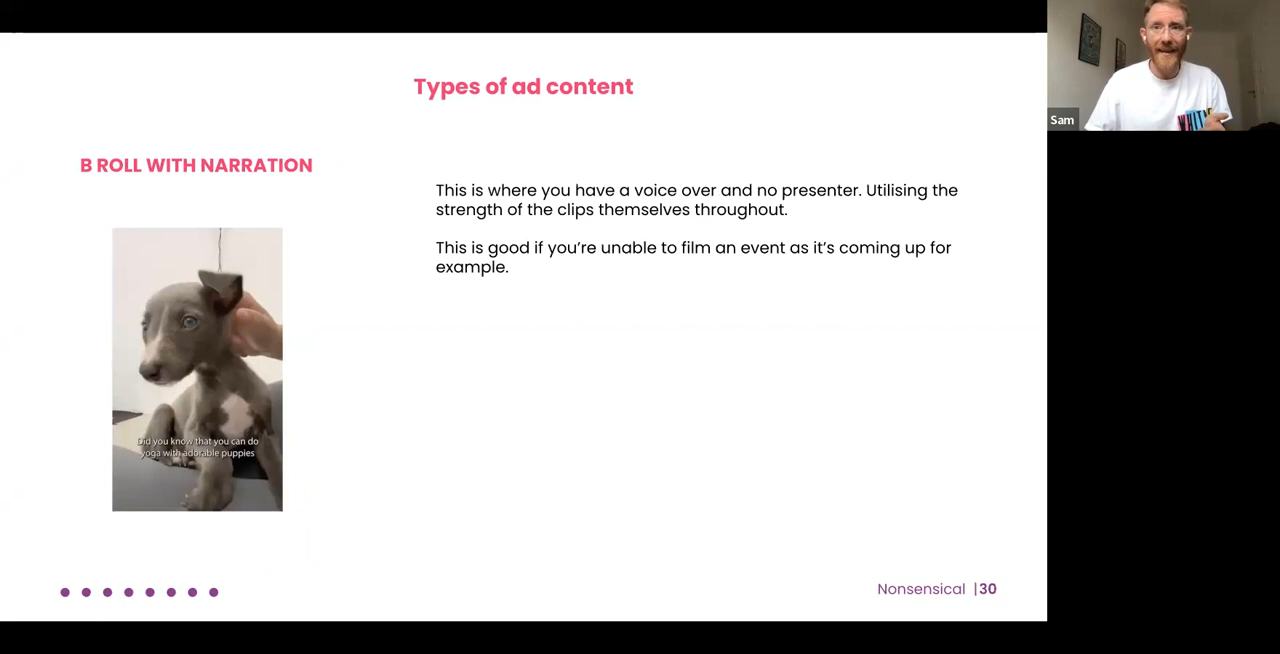 Types of ad content
B ROLL WITH NARRATION
This is where you have a voice over and no presenter. Utilising the
strength of the clips themselves throughout.
This is good if you’re unable to film an event as it’s coming up for
example.
Did you know that you can do
yoga with adorable puppies
Nonsensical |30
Sam